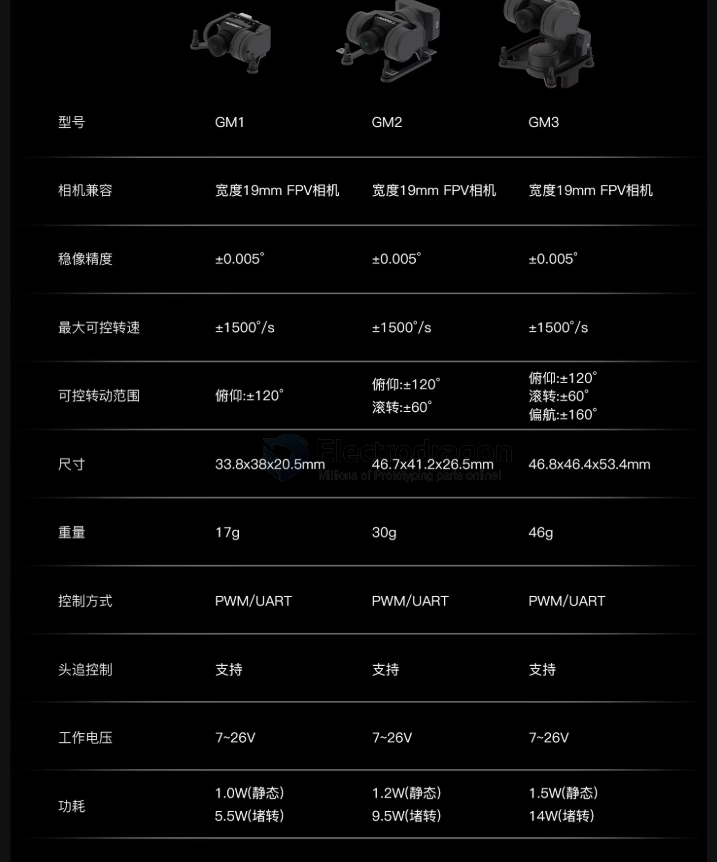 型号 GM1 GM2 GM3
相机兼容 宽度19mm FPV相机 宽度19mm FPV相机 宽度19mm FPV相机
稳像精度 ±0.005° ±0.005° ±0.005°
最大可控转速 ±1500°/s ±1500°/s ±1500°/s
可控转动范围 俯仰:±120° 俯仰:±120° 俯仰:±120°
滚转:±60° 滚转:±60°
偏航:±160°
Electrodragon
Millions of Prototyping parts online!
尺寸 33.8x38x20.5mm 46.7x41.2x26.5mm 46.8x46.4x53.4mm
重量 17g 30g 46g
控制方式 PWM/UART PWM/UART PWM/UART
头追控制 支持 支持 支持
工作电压 7~26V 7~26V 7~26V
功耗 1.0W(静态) 1.2W(静态) 1.5W(静态)
5.5W(堵转) 9.5W(堵转) 14W(堵转)